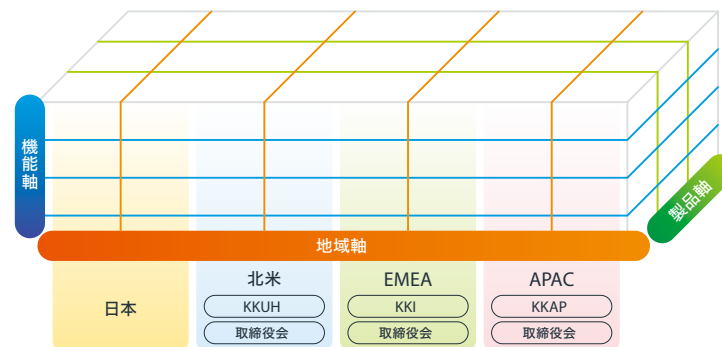 機能軸
製品軸
地域軸
日本
北米
KKUH
取締役会
EMEA
KKI
取締役会
APAC
KKAP
取締役会